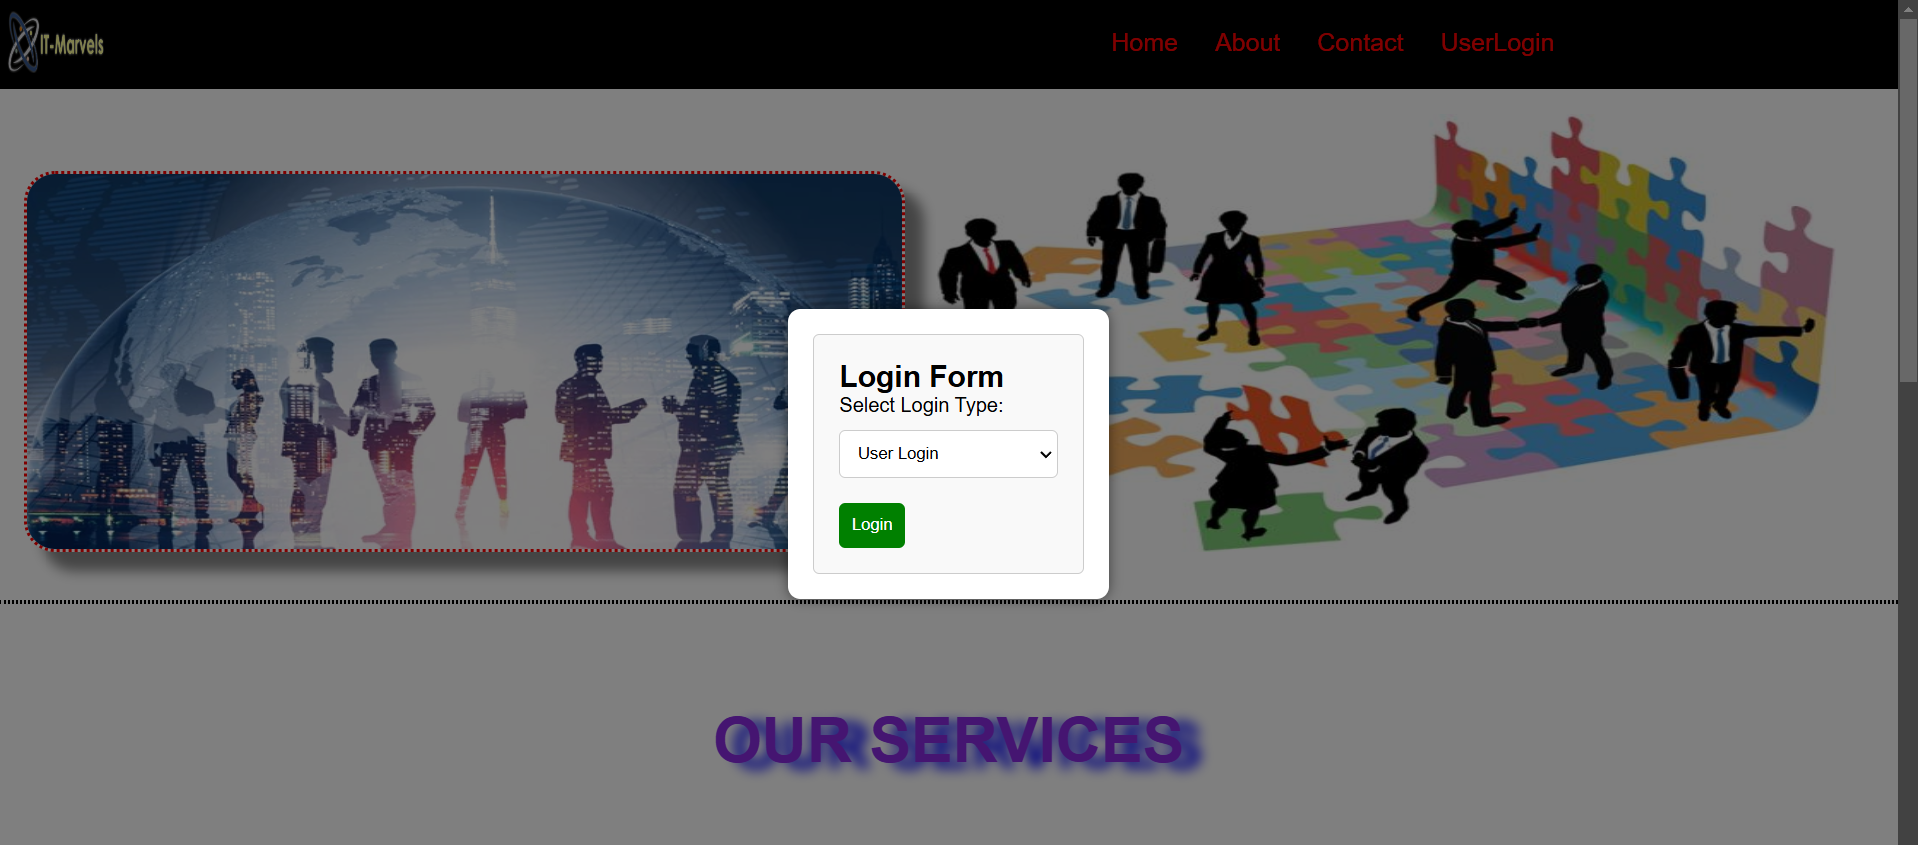 IT-Marvels
Home About Contact UserLogin
Login Form
Select Login Type:
User Login
Login
OUR SERVICES